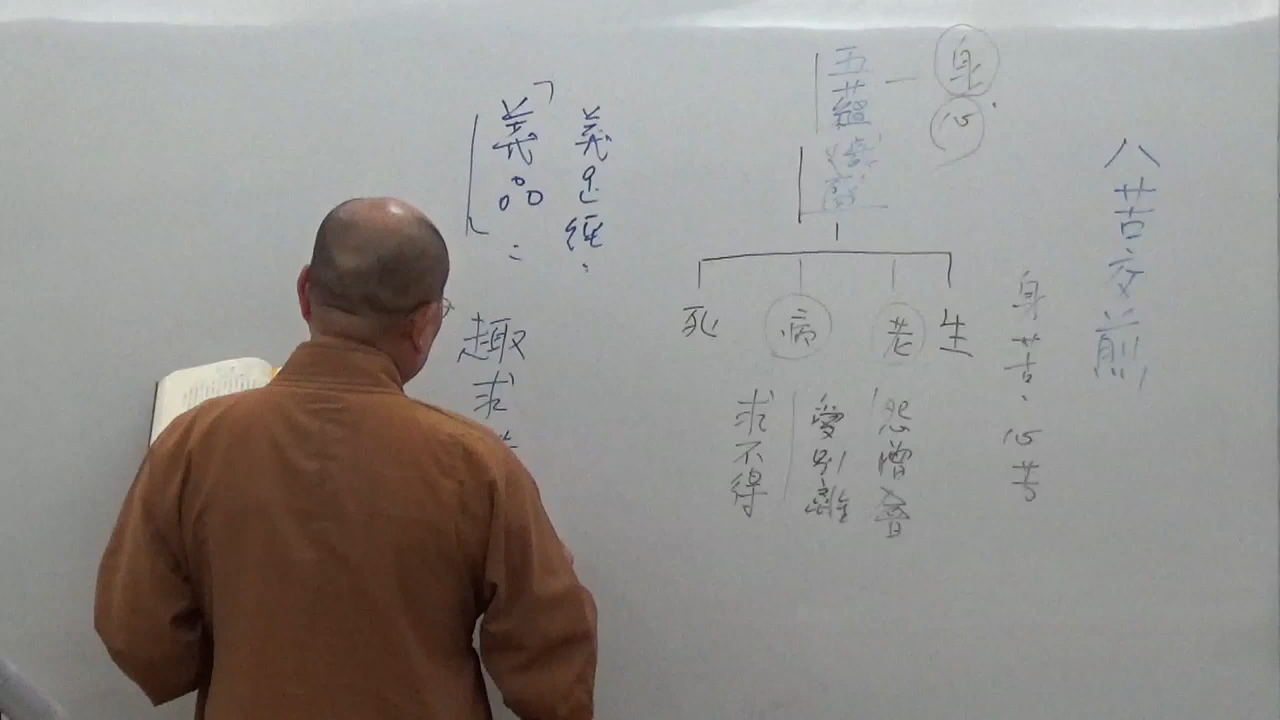 八苦交煎
身苦、心苦
身心
五蘊熾盛
生
老
病
死
怨憎會
愛別離
求不得
義足經:
「義品:
趣求